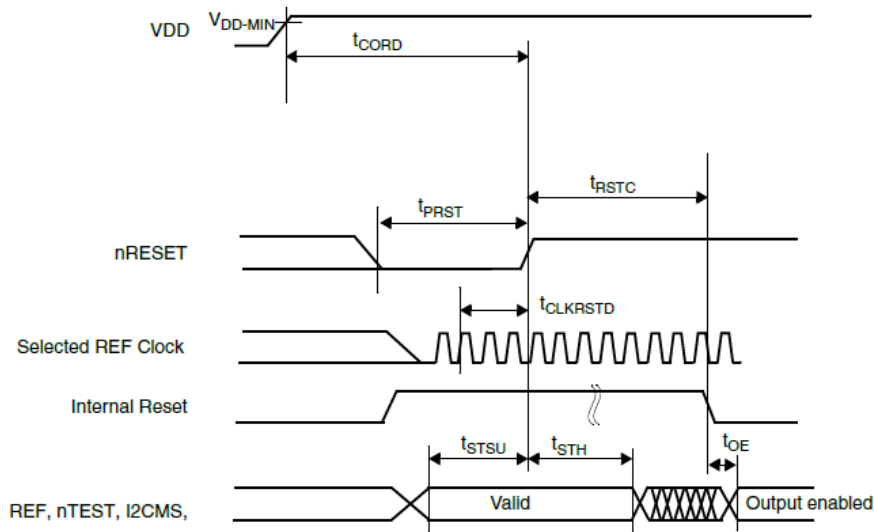 VDD
VDD-MIN
tCORD
tRSTC
tPRST
nRESET
tCLKRSTD
Selected REF Clock
Internal Reset
tSTSU
tSTH
tOE
REF, nTEST, I2CMS,
Valid
Output enabled